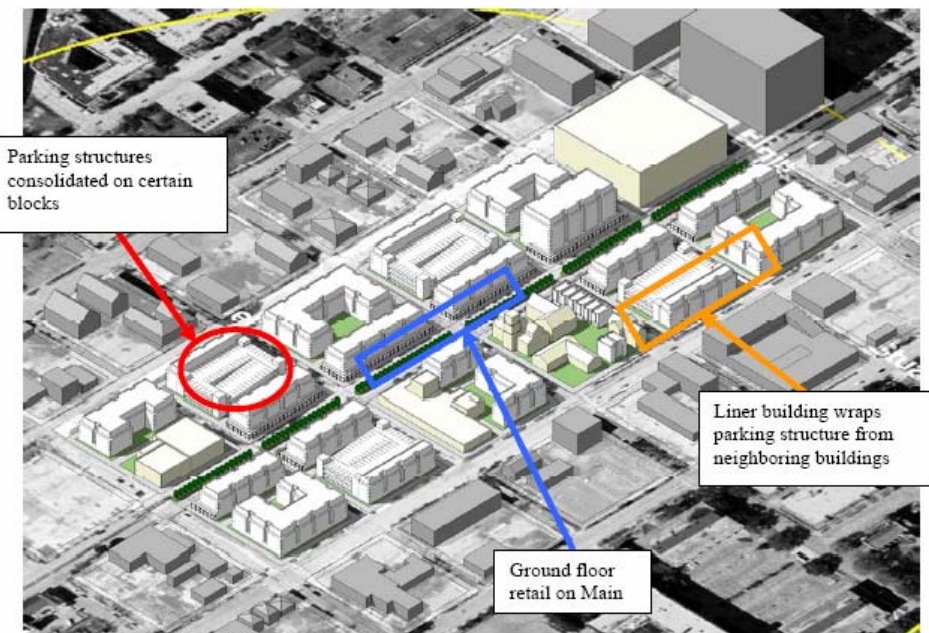 Parking structures
consolidated on certain
blocks
Liner building wraps
parking structure from
neighboring buildings
Ground floor
retail on Main